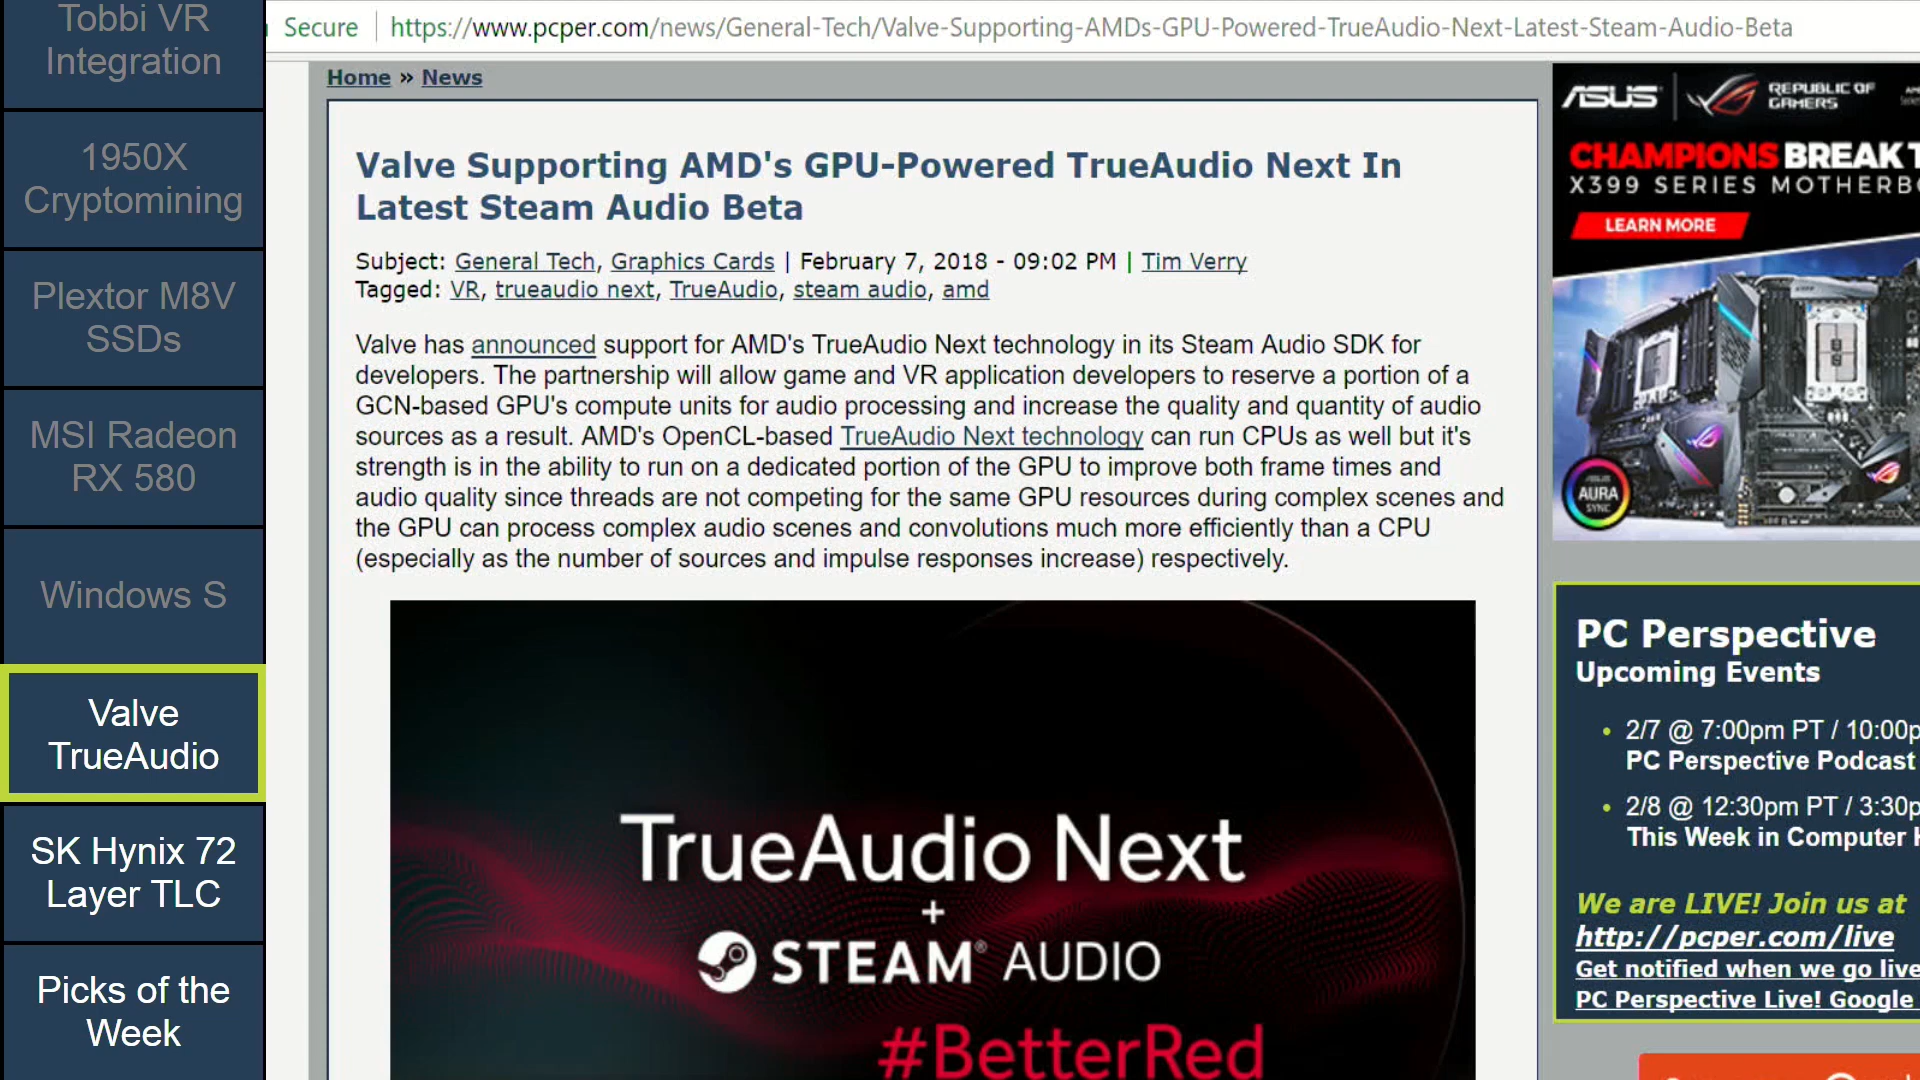 Tobbi VR
Integration
1950X
Cryptomining
Plextor M8V
SSDs
MSI Radeon
RX 580
Windows S
Valve
TrueAudio
SK Hynix 72
Layer TLC
Picks of the
Week
Secure
https://www.pcper.com/news/General-Tech/Valve-Supporting-AMDs-GPU-Powered-TrueAudio-Next-Latest-Steam-Audio-Beta
Home » News
Valve Supporting AMD's GPU-Powered TrueAudio Next In
Latest Steam Audio Beta
Subject: General Tech, Graphics Cards | February 7, 2018 - 09:02 PM | Tim Verry
Tagged: VR, trueaudio next, TrueAudio, steam audio, amd
Valve has announced support for AMD's TrueAudio Next technology in its Steam Audio SDK for
developers. The partnership will allow game and VR application developers to reserve a portion of a
GCN-based GPU's compute units for audio processing and increase the quality and quantity of audio
sources as a result. AMD's OpenCL-based TrueAudio Next technology can run CPUs as well but it's
strength is in the ability to run on a dedicated portion of the GPU to improve both frame times and
audio quality since threads are not competing for the same GPU resources during complex scenes and
the GPU can process complex audio scenes and convolutions much more efficiently than a CPU
(especially as the number of sources and impulse responses increase) respectively.
TrueAudio Next
+
STEAM® AUDIO
#BetterRed
ASUS
REPUBLIC OF
GAMERS
CHAMPIONS BREAK T
X399 SERIES MOTHERBO
LEARN MORE
AURA
SYNC
PC Perspective
Upcoming Events
• 2/7 @ 7:00pm PT / 10:00p
PC Perspective Podcast
• 2/8 @ 12:30pm PT / 3:30p
This Week in Computer
We are LIVE! Join us at
http://pcper.com/live
Get notified when we go live
PC Perspective Live! Google